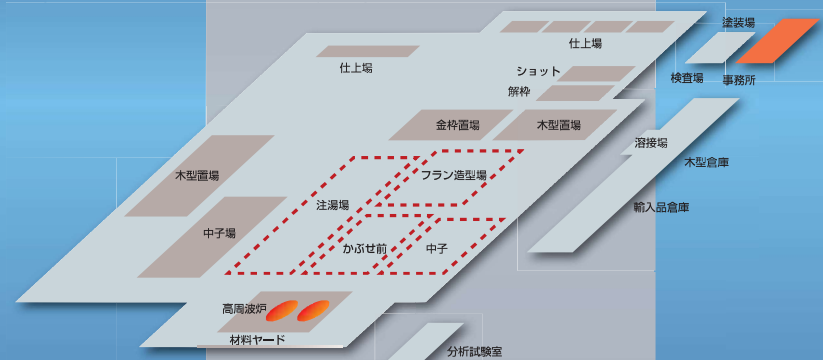 塗装場
仕上場
仕上場
ショット
検査場
事務所
解枠
金枠置場
木型置場
溶接場
木型倉庫
木型置場
フラン造型場
注湯場
輸入品倉庫
中子場
かぶせ前
中子
高周波炉
材料ヤード
分析試験室